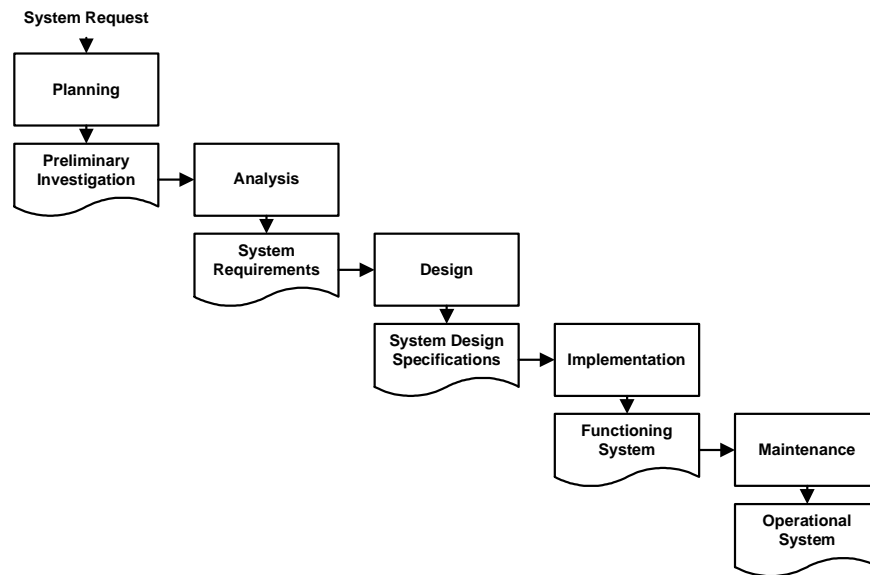 System Request
Planning
Preliminary
Investigation
Analysis
System
Requirements
Design
System Design
Specifications
Implementation
Functioning
System
Maintenance
Operational
System